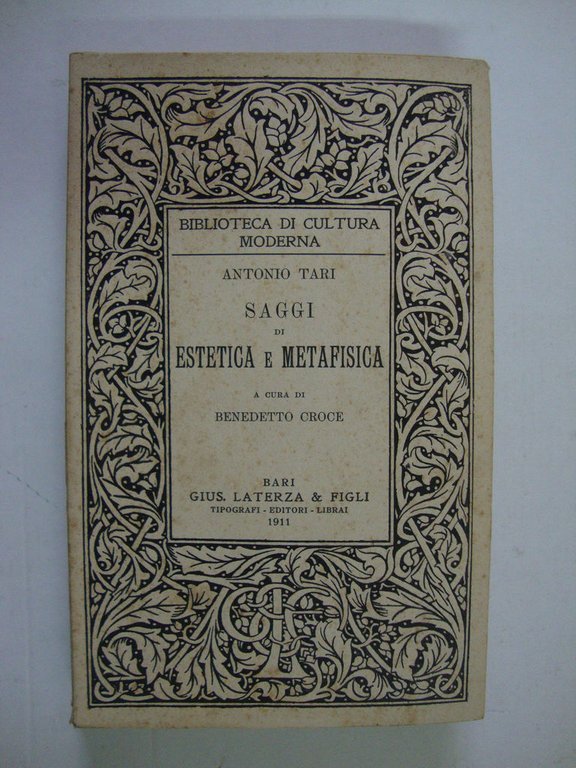 BIBLIOTECA DI CULTURA
MODERNA
ANTONIO TARI
SAGGI
DI
ESTETICA E METAFISICA
A CURA DI
BENEDETTO CROCE
BARI
GIUS. LATERZA & FIGLI
TIPOGRAFI - EDITORI - LIBRAI
1911